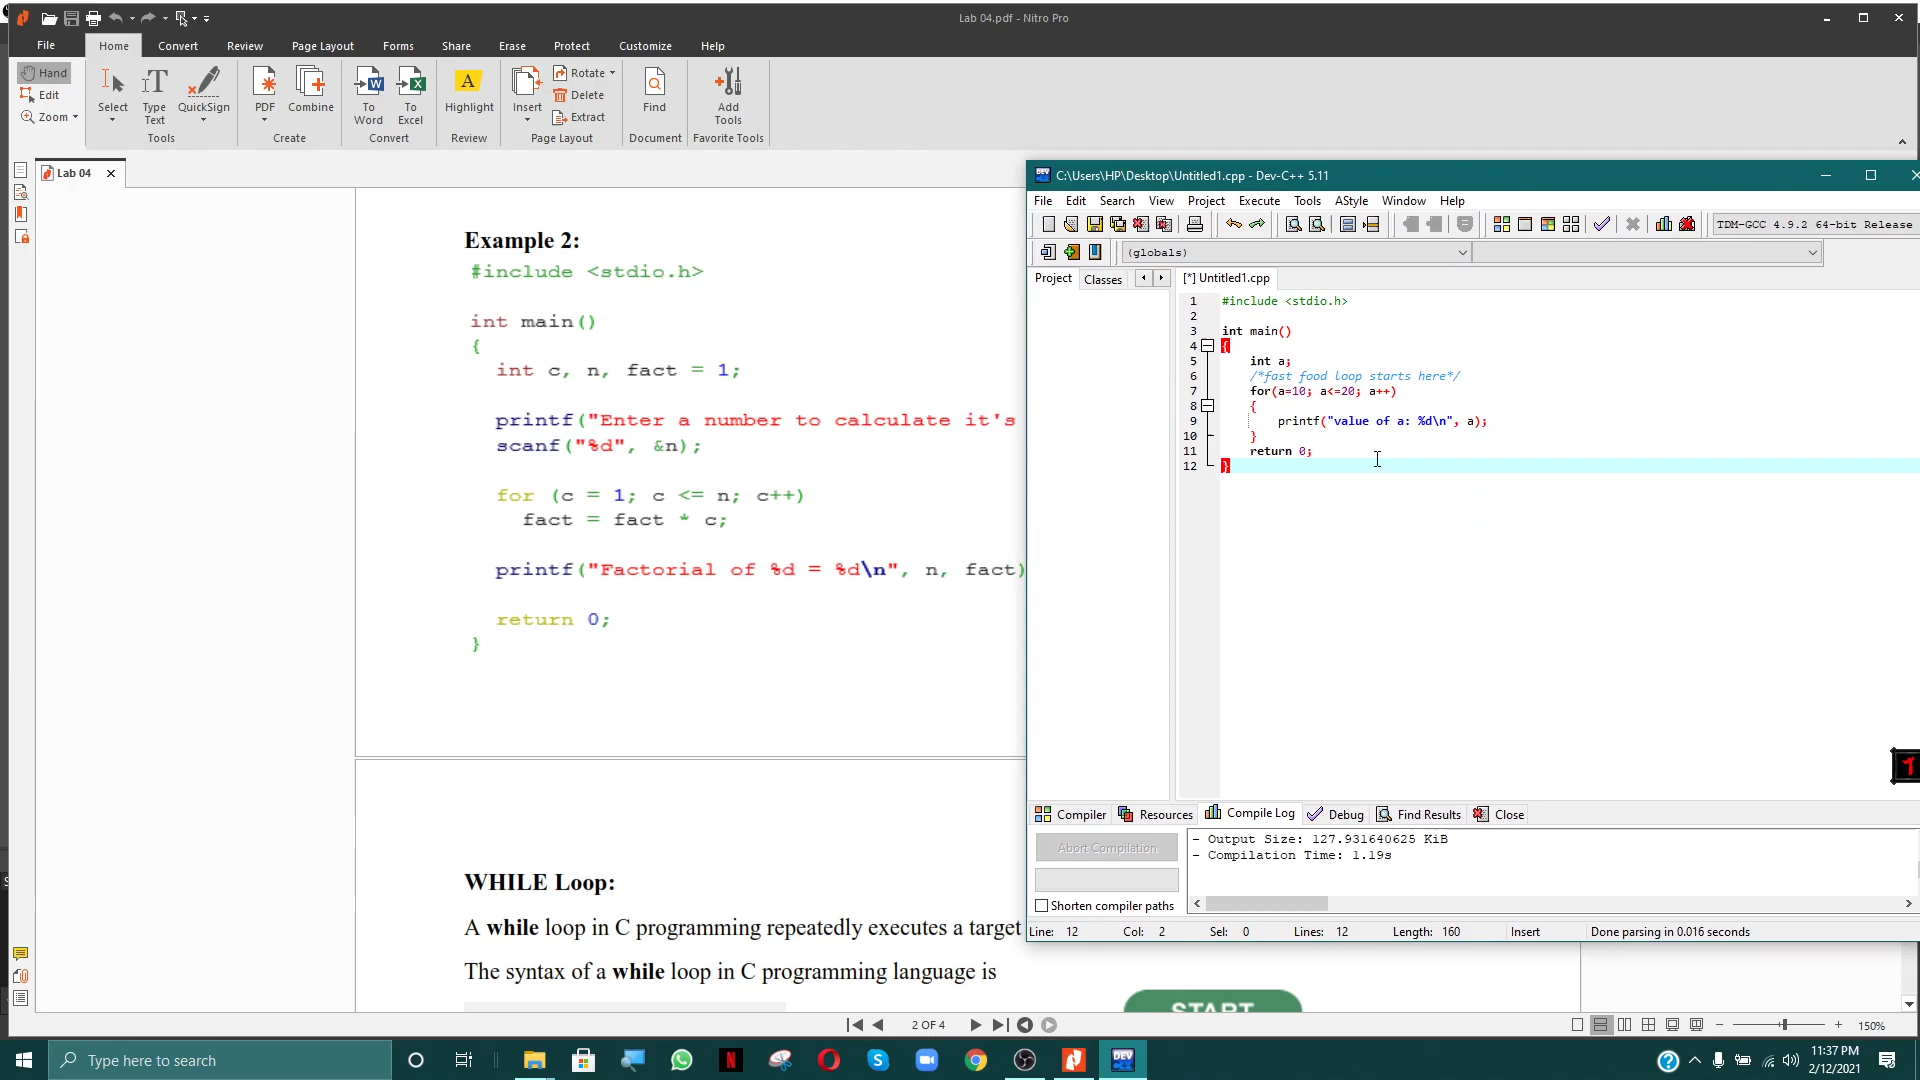 Lab 04.pdf - Nitro Pro
File Home Convert Review Page Layout Forms Share Erase Protect Customize Help
Hand
Edit
Zoom
Select
Type Text
QuickSign
Tools
PDF
Combine
Create
To Word
To Excel
Convert
Highlight
Review
Insert
Rotate
Delete
Extract
Page Layout
Find
Document
Add Tools
Favorite Tools
Lab 04
Example 2:
#include <stdio.h>
int main()
{
int c, n, fact = 1;
printf("Enter a number to calculate it's
scanf("%d", &n);
for (c = 1; c <= n; c++)
fact = fact * c;
printf("Factorial of %d = %d\n", n, fact)
return 0;
}
WHILE Loop:
A while loop in C programming repeatedly executes a target
The syntax of a while loop in C programming language is
START
2 OF 4
150%
C:\Users\HP\Desktop\Untitled1.cpp - Dev-C++ 5.11
File Edit Search View Project Execute Tools AStyle Window Help
TDM-GCC 4.9.2 64-bit Release
(globals)
Project Classes
[*] Untitled1.cpp
1 #include <stdio.h>
2
3 int main()
4 {
5 int a;
6 /*fast food loop starts here*/
7 for(a=10; a<=20; a++)
8 {
9 printf("value of a: %d\n", a);
10 }
11 return 0;
12 }
Compiler Resources Compile Log Debug Find Results Close
Abort Compilation
Shorten compiler paths
- Output Size: 127.931640625 KiB
- Compilation Time: 1.19s
Line: 12 Col: 2 Sel: 0 Lines: 12 Length: 160 Insert Done parsing in 0.016 seconds
Type here to search
11:37 PM
2/12/2021